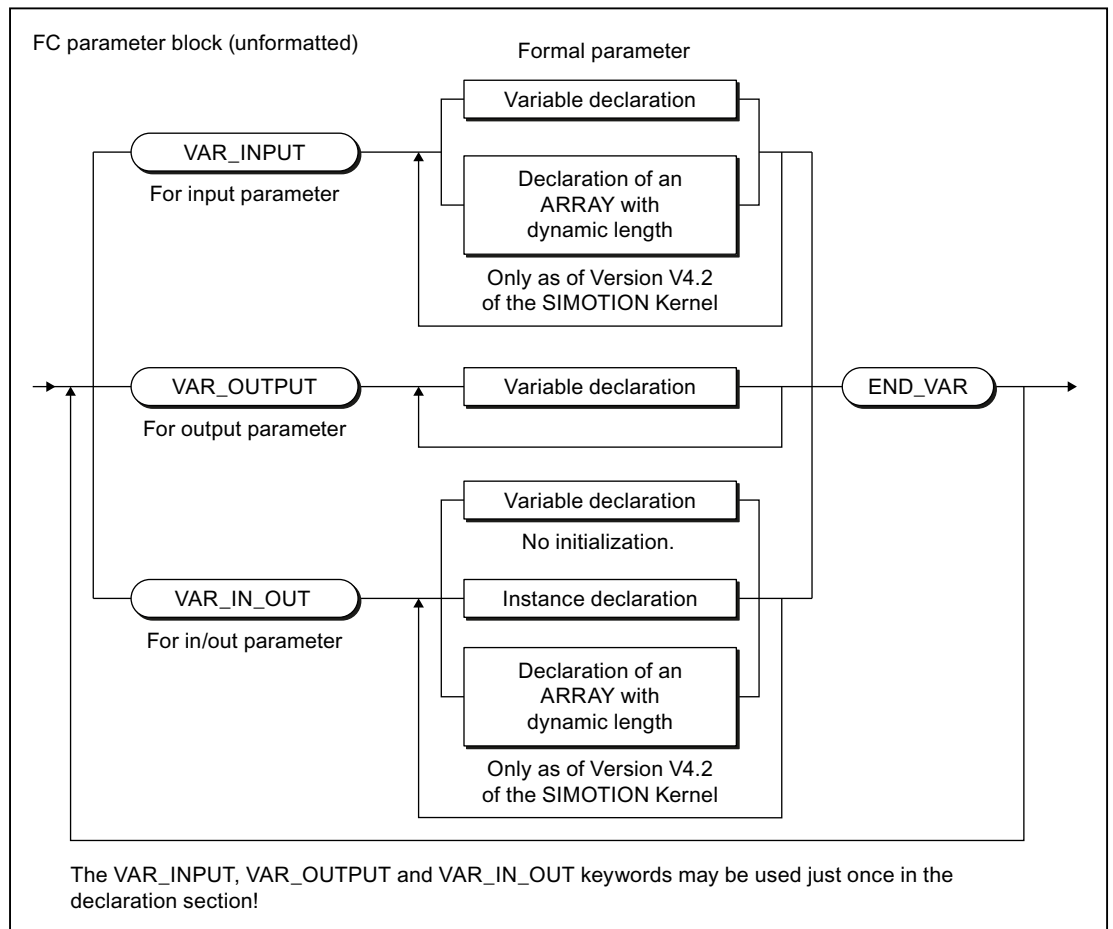 FC parameter block (unformatted)
Formal parameter
Variable declaration
VAR_INPUT
For input parameter
Declaration of an
ARRAY with
dynamic length
Only as of Version V4.2
of the SIMOTION Kernel
VAR_OUTPUT
Variable declaration
END_VAR
For output parameter
Variable declaration
No initialization.
VAR_IN_OUT
Instance declaration
For in/out parameter
Declaration of an
ARRAY with
dynamic length
Only as of Version V4.2
of the SIMOTION Kernel
The VAR_INPUT, VAR_OUTPUT and VAR_IN_OUT keywords may be used just once in the
declaration section!